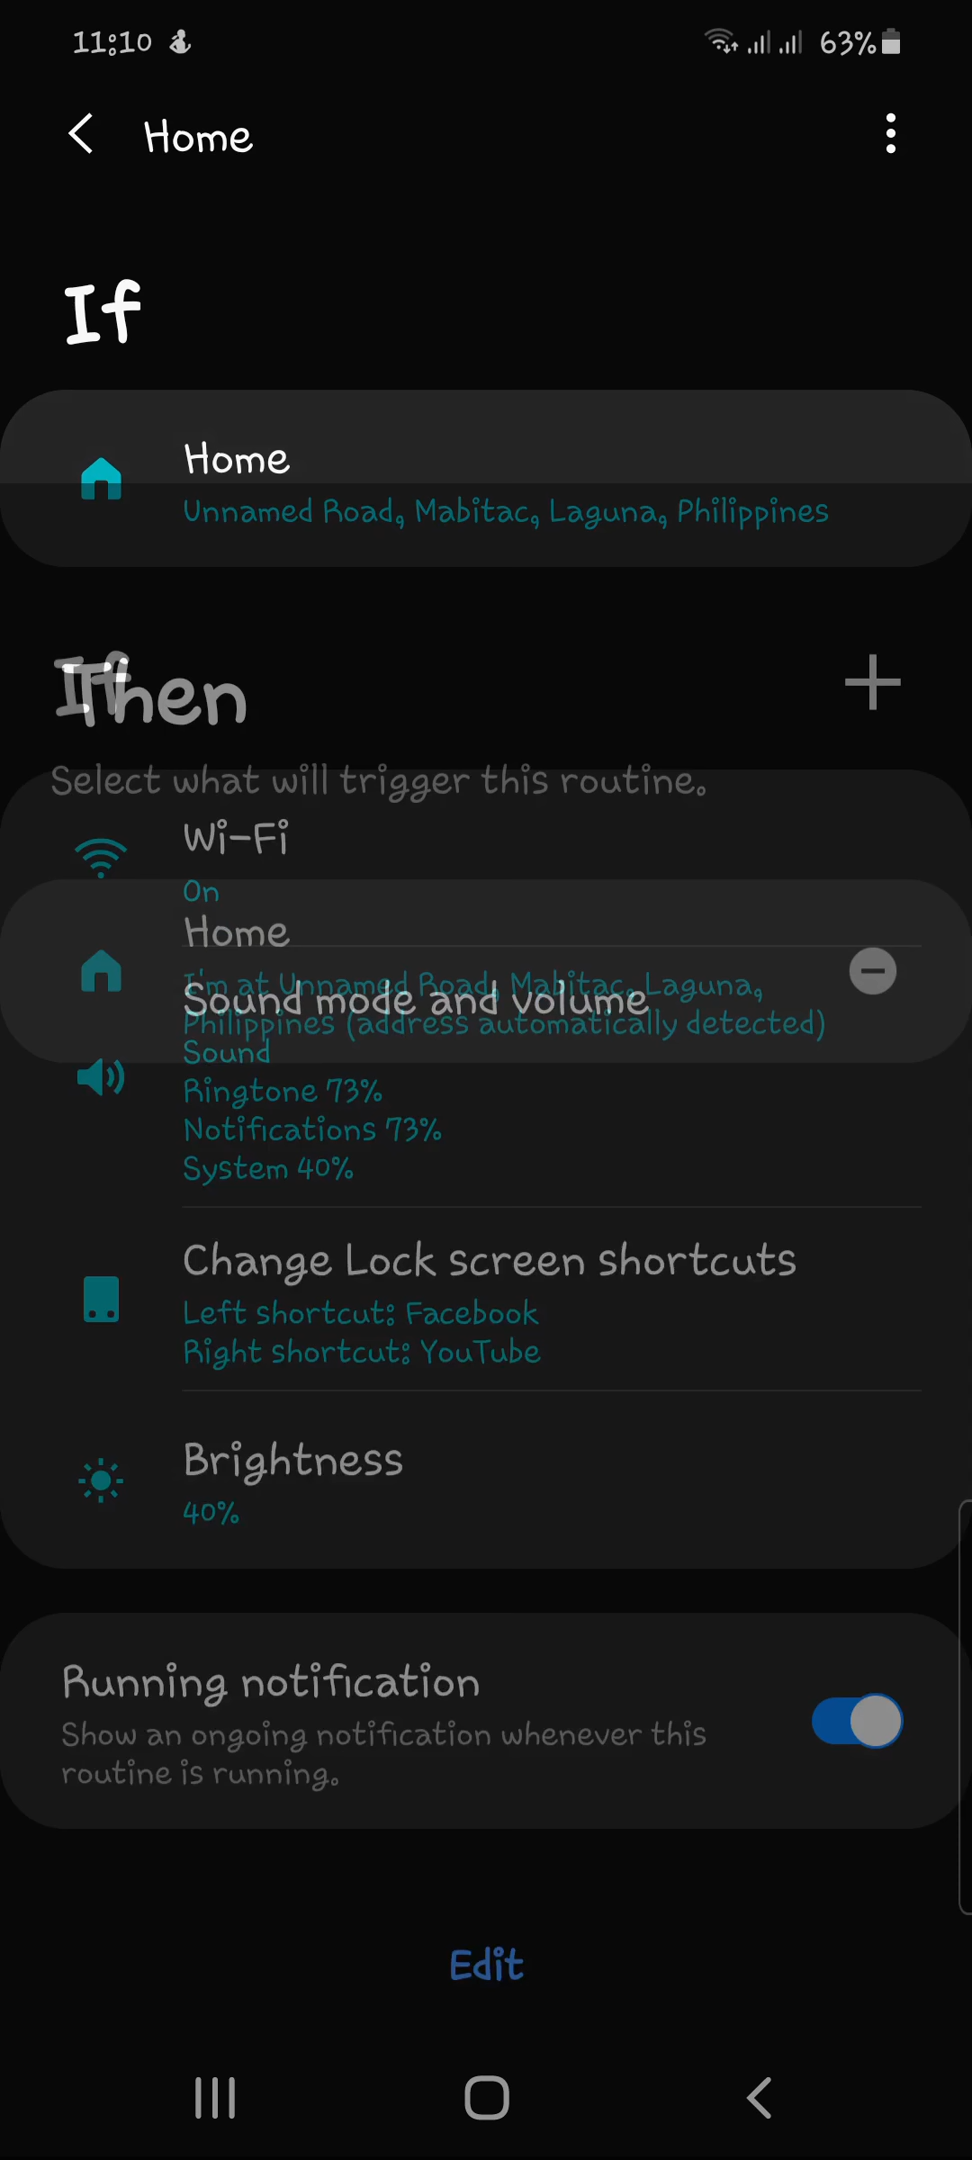 11:10
63%
Home
If
Home
Unnamed Road, Mabitac, Laguna, Philippines
Then
If
Select what will trigger this routine.
Wi-Fi
On
Home
I'm at Unnamed Road, Mabitac, Laguna,
Philippines (address automatically detected)
Sound mode and volume
Sound
Ringtone 73%
Notifications 73%
System 40%
Change Lock screen shortcuts
Left shortcut: Facebook
Right shortcut: YouTube
Brightness
40%
Running notification
Show an ongoing notification whenever this
routine is running.
Edit